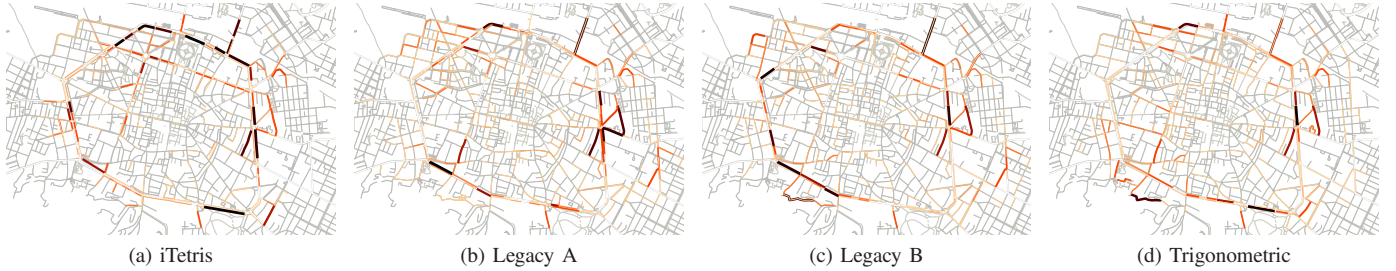 (a) iTetris
(b) Legacy A
(c) Legacy B
(d) Trigonometric